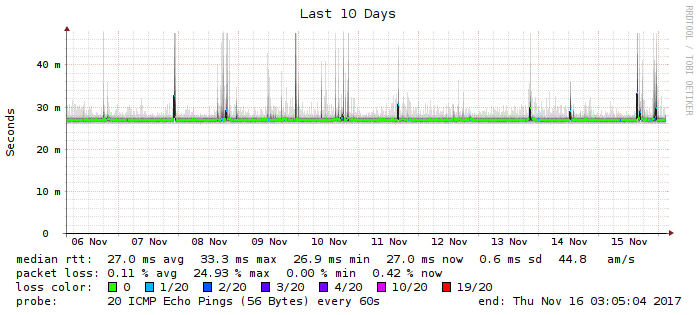 Last 10 Days
RRDTOOL / TOBI OETIKER
Seconds
40 m
30 m
20 m
10 m
0
06 Nov 07 Nov 08 Nov 09 Nov 10 Nov 11 Nov 12 Nov 13 Nov 14 Nov 15 Nov
median rtt: 27.0 ms avg 33.3 ms max 26.9 ms min 27.0 ms now 0.6 ms sd 44.8 am/s
packet loss: 0.11 % avg 24.93 % max 0.00 % min 0.42 % now
loss color: 0 1/20 2/20 3/20 4/20 10/20 19/20
probe: 20 ICMP Echo Pings (56 Bytes) every 60s end: Thu Nov 16 03:05:04 2017